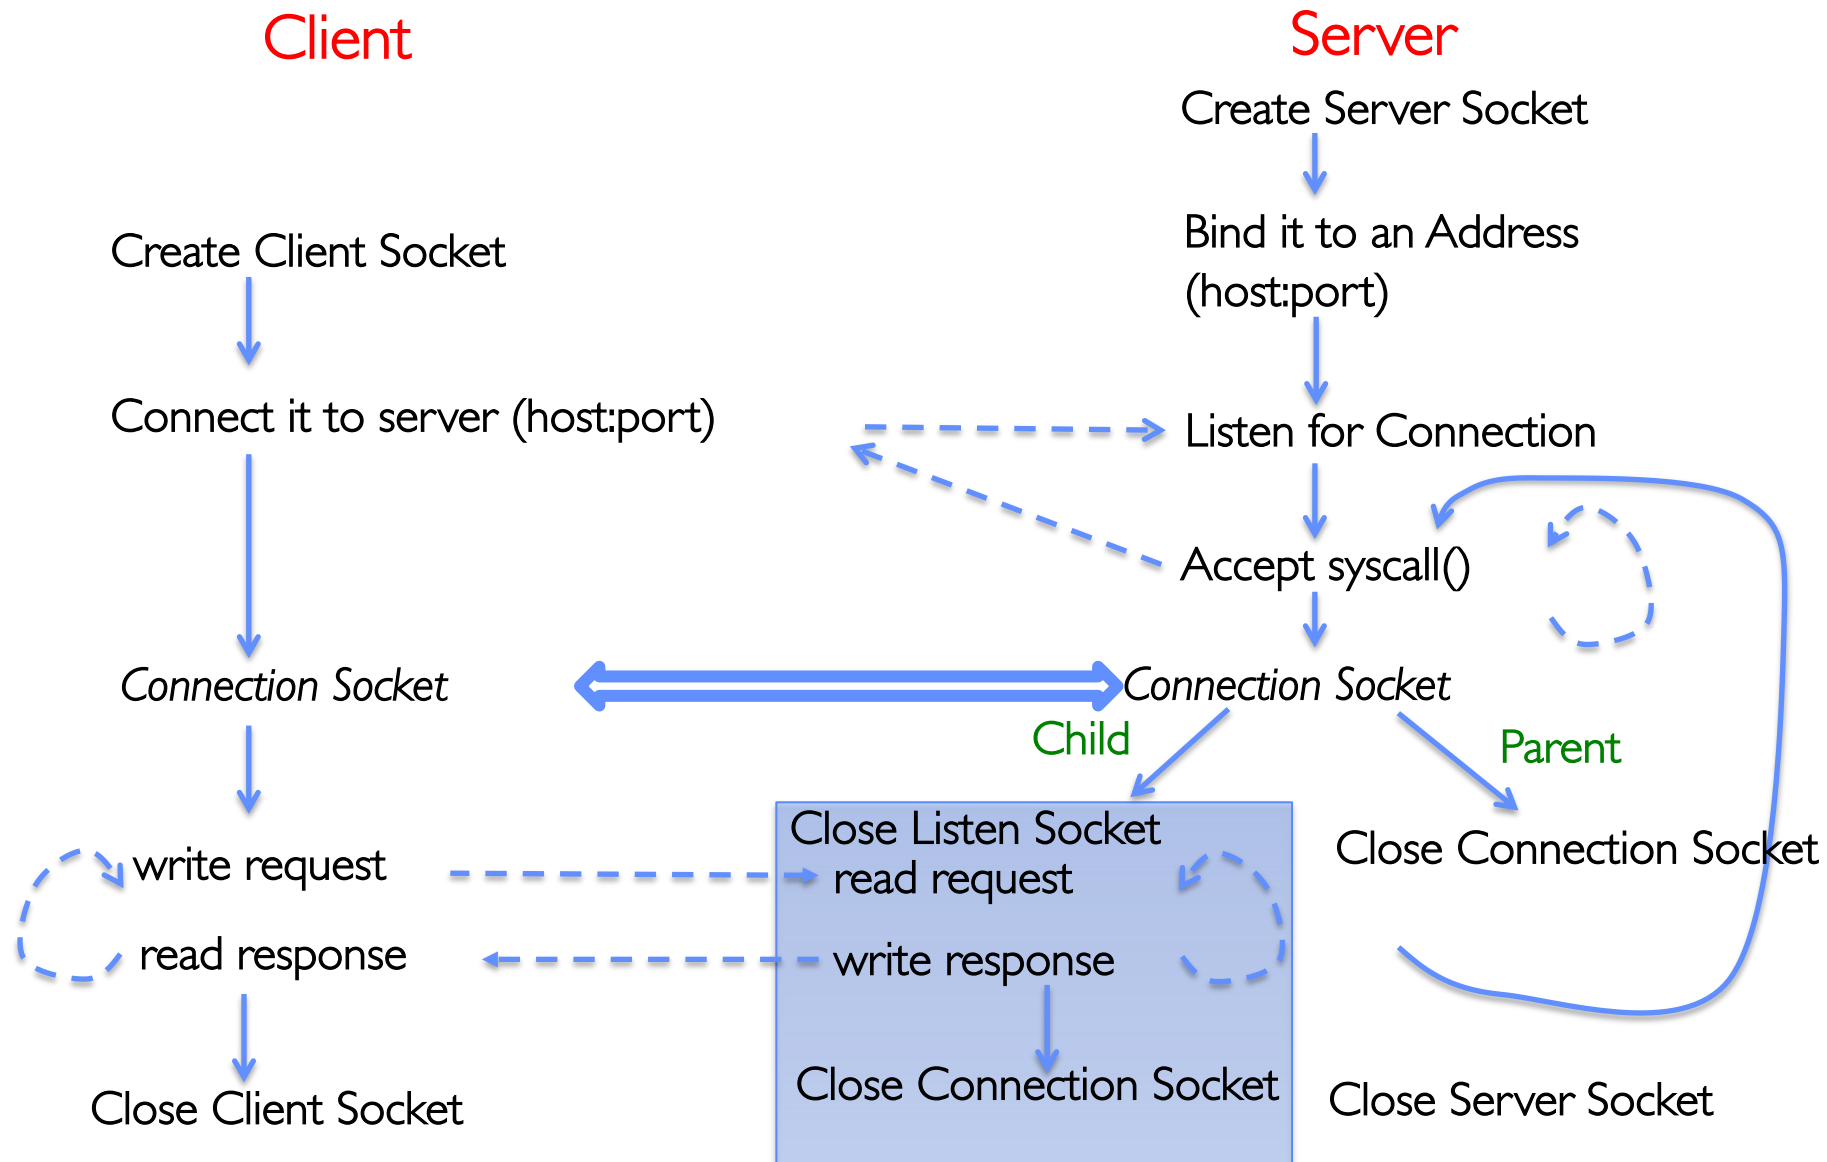 Client
Server
Create Server Socket
Create Client Socket
Bind it to an Address
(host:port)
Connect it to server (host:port)
Listen for Connection
Accept syscall()
Connection Socket
Connection Socket
Child
Parent
Close Listen Socket
Close Connection Socket
write request
read request
read response
write response
Close Connection Socket
Close Client Socket
Close Server Socket